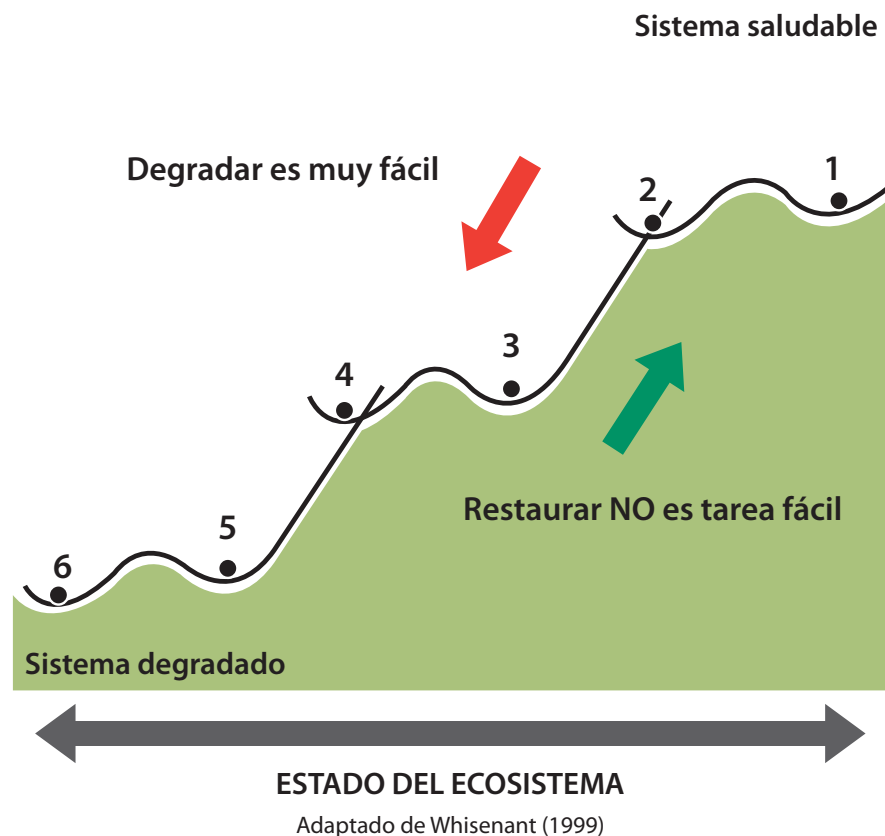 Sistema saludable
Degradar es muy fácil
1
2
3
4
Restaurar NO es tarea fácil
5
6
Sistema degradado
ESTADO DEL ECOSISTEMA
Adaptado de Whisenant (1999)